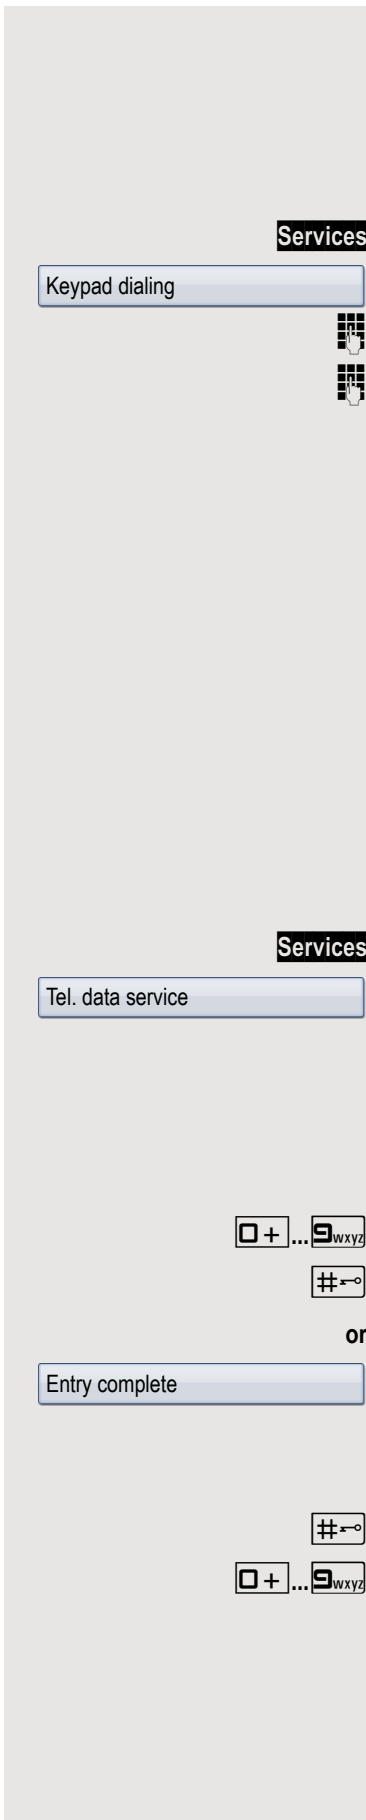 Services
Keypad dialing
Services
Tel. data service
0 + ... 9wxyz
#
or
Entry complete
#
0 + ... 9wxyz